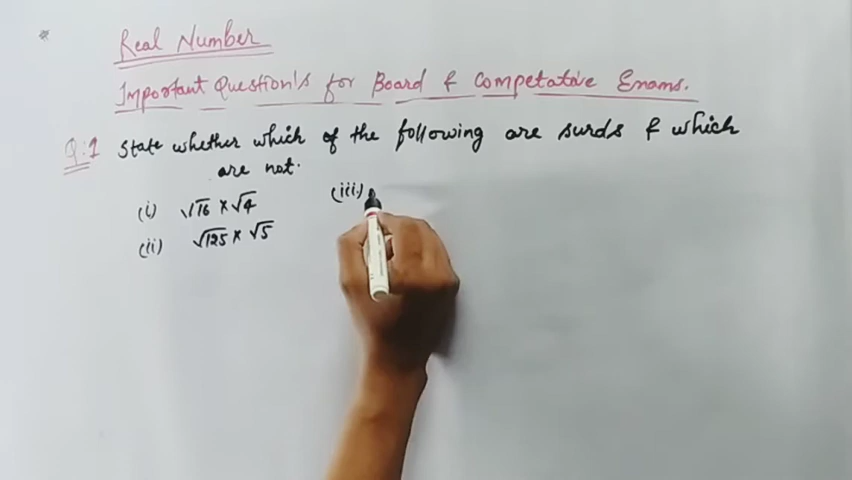 Real Number
Important Question's for Board & Competative Exams.
Q:1 State whether which of the following are surds & which
are not.
(i) √16 × √4 (iii)
(ii) √125 × √5